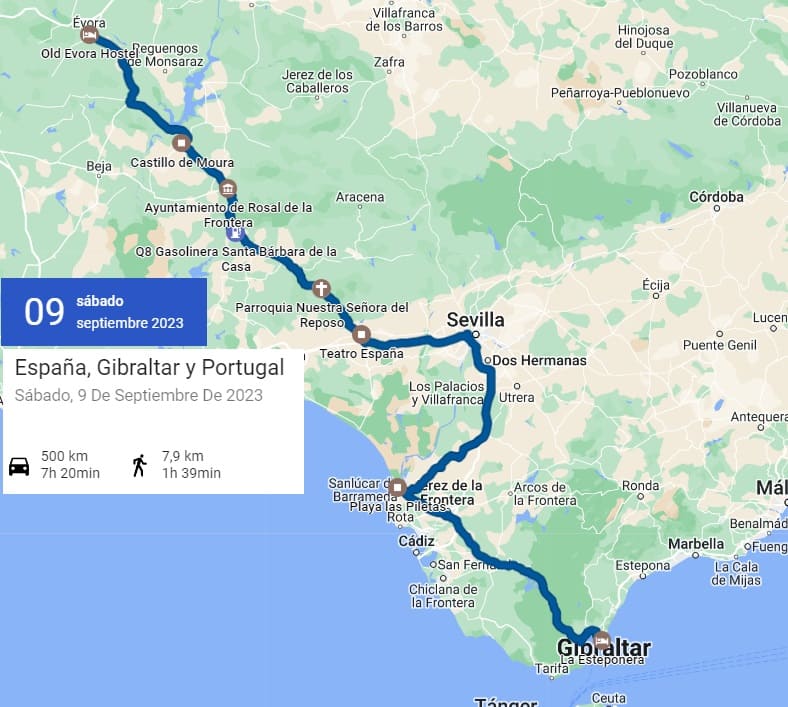 Villafranca
de los Barros
Évora
Old Evora Hostel
Reguengos
de Monsaraz
Zafra
Hinojosa
del Duque
Jerez de los
Caballeros
Pozoblanco
Peñarroya-Pueblonuevo
Villanueva
de Córdoba
Castillo de Moura
Beja
Aracena
Córdoba
Ayuntamiento de Rosal de la
Frontera
Q8 Gasolinera Santa Bárbara de la
Casa
Écija
09
sábado
septiembre 2023
Parroquia Nuestra Señora del
Reposo
Sevilla
Lucen
Puente Genil
Teatro España
Dos Hermanas
España, Gibraltar y Portugal
Sábado, 9 De Septiembre De 2023
Los Palacios
y Villafranca
Utrera
Antequera
500 km
7h 20min
7,9 km
1h 39min
Sanlúcar de
Barrameda
Playa las Piletas
Jerez de la
Frontera
Rota
Arcos de
la Frontera
Ronda
Mál
Cádiz
Benalmád
Marbella
Fueng
San Fernand
Estepona
La Cala
de Mijas
Chiclana de
la Frontera
Gibraltar
La Esteponera
Tarifa
Tánger
Ceuta